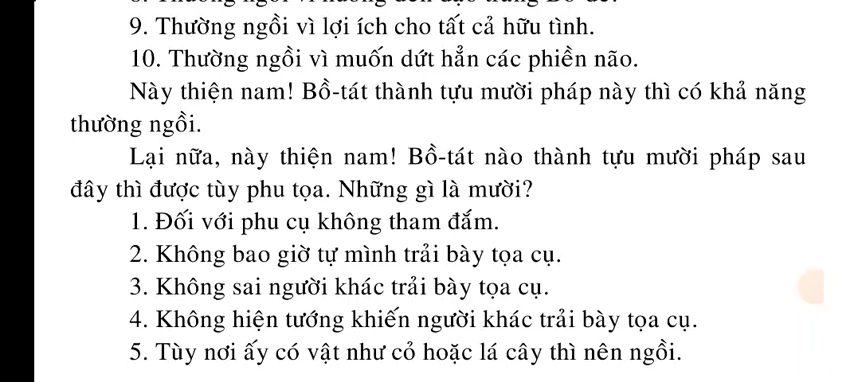 9. Thường ngồi vì lợi ích cho tất cả hữu tình.
10. Thường ngồi vì muốn dứt hẳn các phiền não.
Này thiện nam! Bồ-tát thành tựu mười pháp này thì có khả năng
thường ngồi.
Lại nữa, này thiện nam! Bồ-tát nào thành tựu mười pháp sau
đây thì được tùy phu tọa. Những gì là mười?
1. Đối với phu cụ không tham đắm.
2. Không bao giờ tự mình trải bày tọa cụ.
3. Không sai người khác trải bày tọa cụ.
4. Không hiện tướng khiến người khác trải bày tọa cụ.
5. Tùy nơi ấy có vật như cỏ hoặc lá cây thì nên ngồi.